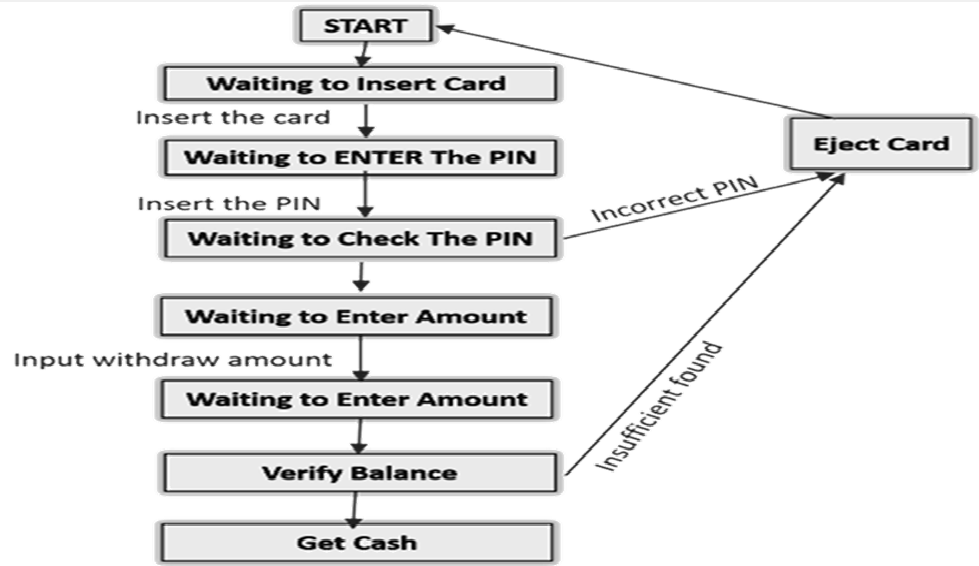 START
Waiting to Insert Card
Insert the card
Waiting to ENTER The PIN
Eject Card
Insert the PIN
Incorrect PIN
Waiting to Check The PIN
Waiting to Enter Amount
Input withdraw amount
Waiting to Enter Amount
Insufficient found
Verify Balance
Get Cash